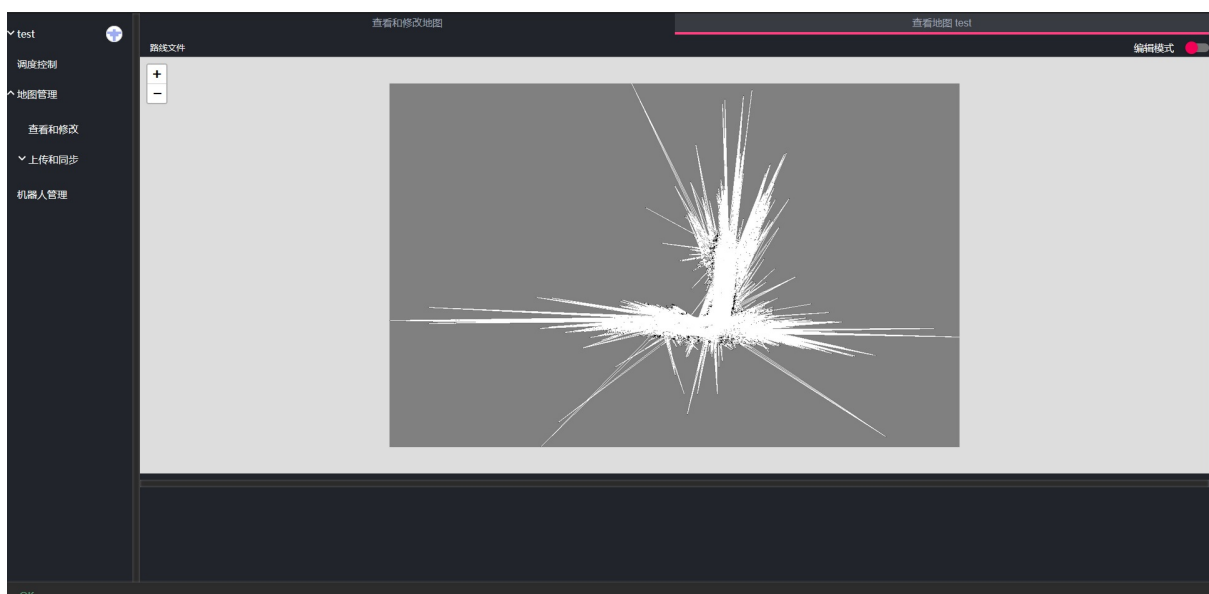 查看和修改地图
查看地图 test
test
调度控制
地图管理
查看和修改
上传和同步
机器人管理
路线文件
编辑模式
+
−